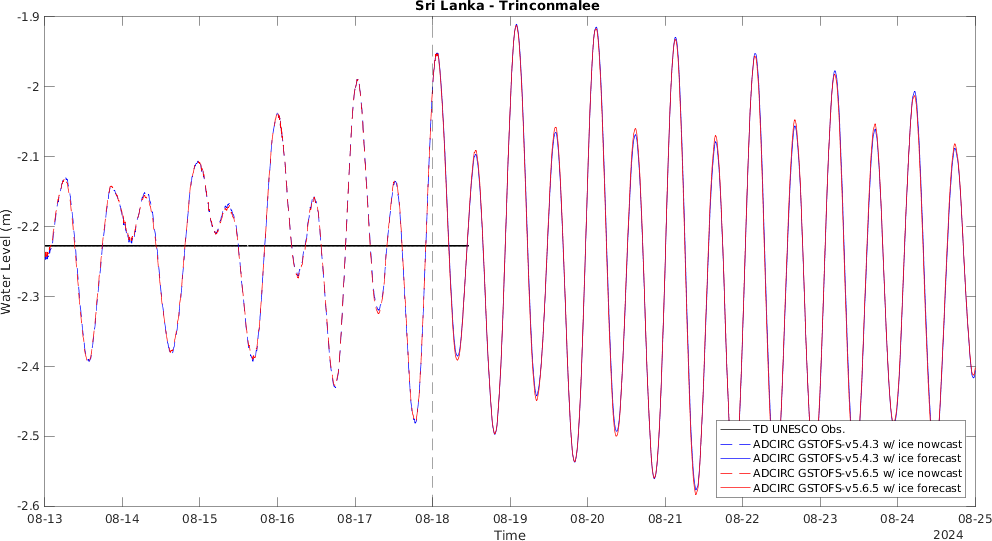 Sri Lanka - Trinconmalee
-1.9
-2
-2.1
-2.2
-2.3
-2.4
-2.5
-2.6
Water Level (m)
TD UNESCO Obs.
ADCIRC GSTOFS-v5.4.3 w/ ice nowcast
ADCIRC GSTOFS-v5.4.3 w/ ice forecast
ADCIRC GSTOFS-v5.6.5 w/ ice nowcast
ADCIRC GSTOFS-v5.6.5 w/ ice forecast
08-13 08-14 08-15 08-16 08-17 08-18 08-19 08-20 08-21 08-22 08-23 08-24 08-25
Time
2024